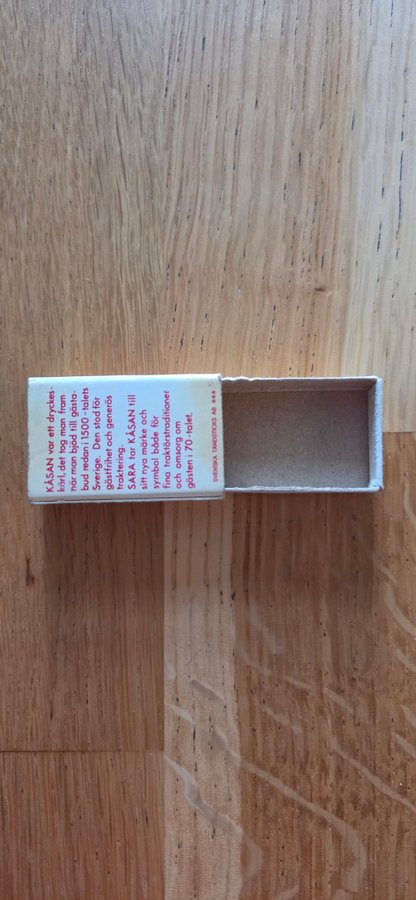 KÅSAN var ett dryckes-
kärl, det tog man fram
när man bjöd till gästa-
bud redan i 1500-talets
Sverige. Den stod för
gästfrihet och generös
traktering.
SARA tar KÅSAN till
sitt nya märke och
symbol både för
fina traktörstraditioner
och omsorg om
gästen i 70-talet.
SVENSKA TÄNDSTICKS AB ★★★